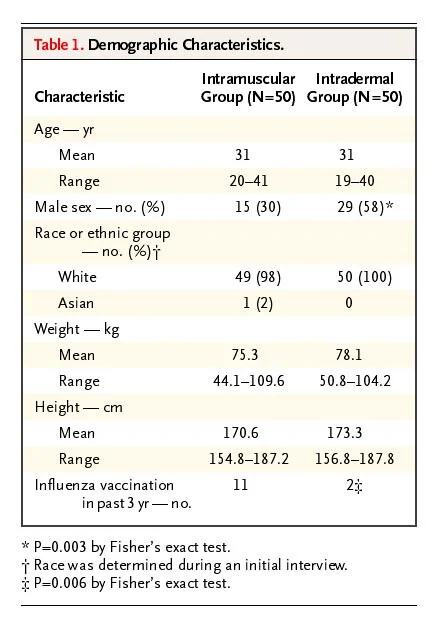 Table 1. Demographic Characteristics.
Characteristic Intramuscular Group (N=50) Intradermal Group (N=50)
Age — yr
Mean 31 31
Range 20–41 19–40
Male sex — no. (%) 15 (30) 29 (58)*
Race or ethnic group
— no. (%)†
White 49 (98) 50 (100)
Asian 1 (2) 0
Weight — kg
Mean 75.3 78.1
Range 44.1–109.6 50.8–104.2
Height — cm
Mean 170.6 173.3
Range 154.8–187.2 156.8–187.8
Influenza vaccination 11 2‡
in past 3 yr — no.
* P=0.003 by Fisher's exact test.
† Race was determined during an initial interview.
‡ P=0.006 by Fisher's exact test.